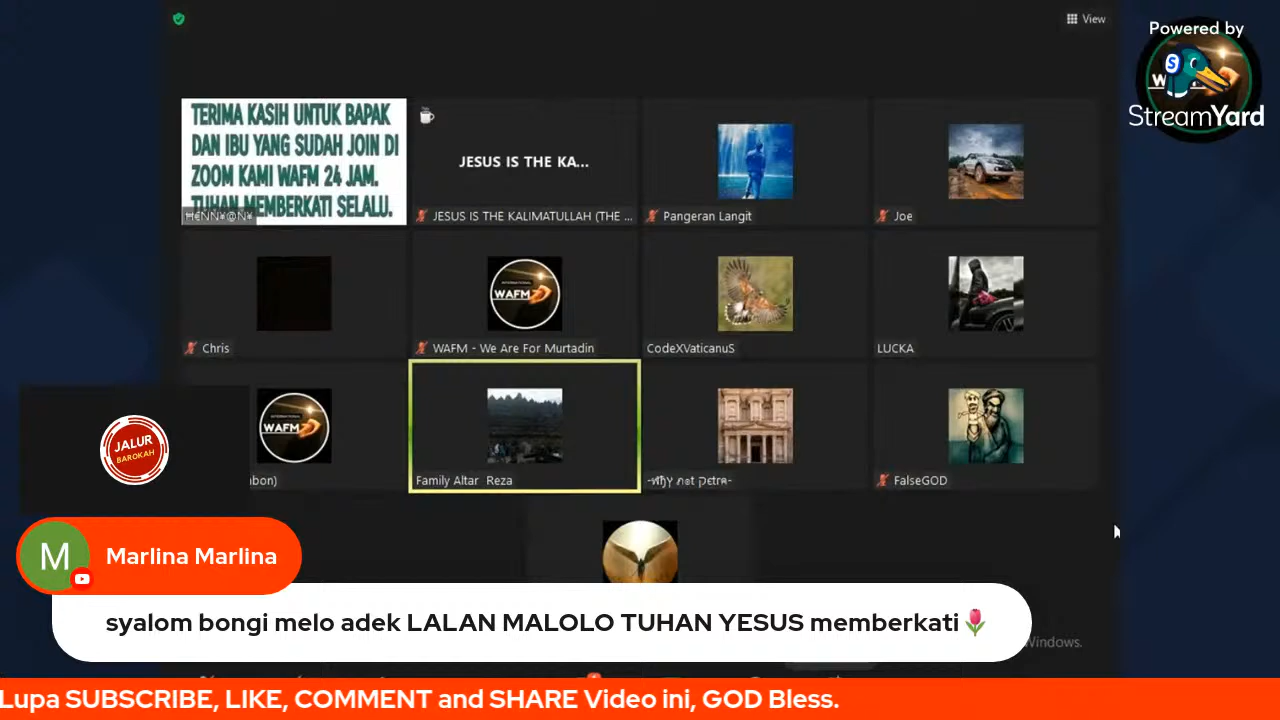 View
Powered by
StreamYard
TERIMA KASIH UNTUK BAPAK
DAN IBU YANG SUDAH JOIN DI
ZOOM KAMI WAFM 24 JAM.
TUHAN MEMBERKATI SELALU.
JESUS IS THE KA...
JESUS IS THE KALIMATULLAH (THE ...
Pangeran Langit
Joe
INTERNATIONAL
WAFM
Chris
WAFM - We Are For Murtadin
CodeXVaticanuS
LUCKA
JALUR
BAROKAH
INTERNATIONAL
WAFM
bon)
Family Altar Reza
FalseGOD
M
Marlina Marlina
syalom bongi melo adek LALAN MALOLO TUHAN YESUS memberkati🌷
Windows.
Lupa SUBSCRIBE, LIKE, COMMENT and SHARE Video ini, GOD Bless.